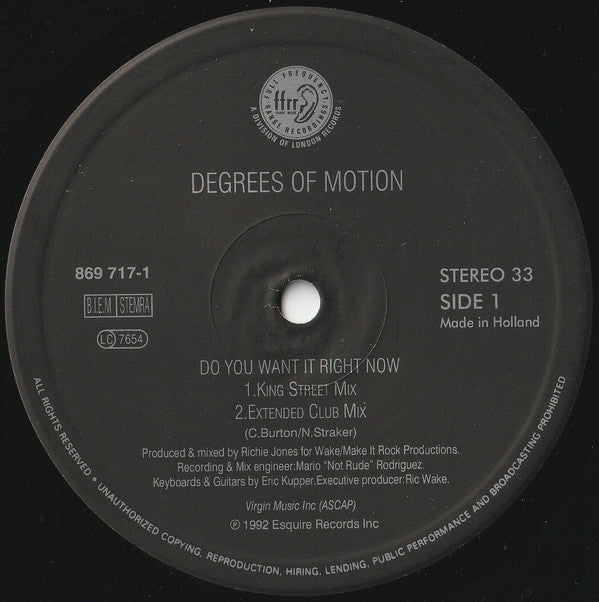 FULL FREQUENCY
ffrr
RANGE RECORDINGS
A DIVISION OF LONDON RECORDS
DEGREES OF MOTION
869 717-1
STEREO 33
B.I.E.M STEMRA
SIDE 1
LC 7654
Made in Holland
DO YOU WANT IT RIGHT NOW
1.KING STREET MIX
2.EXTENDED CLUB MIX
(C.Burton/N.Straker)
Produced & mixed by Richie Jones for Wake/Make It Rock Productions.
Recording & Mix engineer:Mario "Not Rude" Rodriguez.
Keyboards & Guitars by Eric Kupper.Executive producer:Ric Wake.
Virgin Music Inc (ASCAP)
℗ 1992 Esquire Records Inc
ALL RIGHTS RESERVED • UNAUTHORIZED COPYING, REPRODUCTION, HIRING, LENDING, PUBLIC PERFORMANCE AND BROADCASTING PROHIBITED